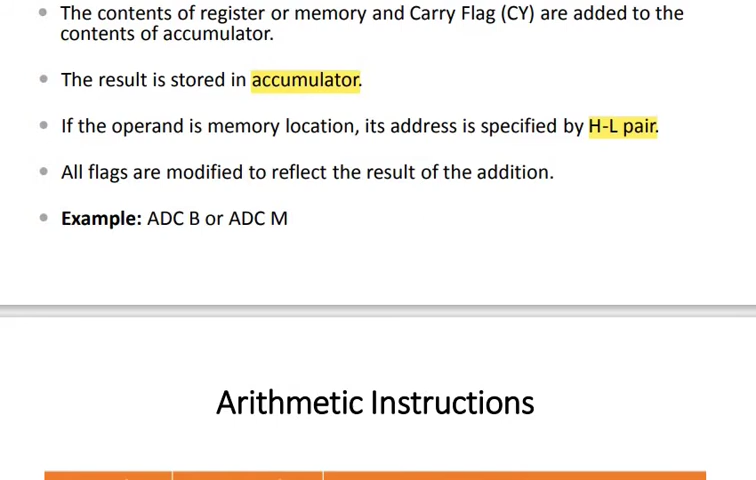 The contents of register or memory and Carry Flag (CY) are added to the
contents of accumulator.
The result is stored in accumulator.
If the operand is memory location, its address is specified by H-L pair.
All flags are modified to reflect the result of the addition.
Example: ADC B or ADC M
Arithmetic Instructions